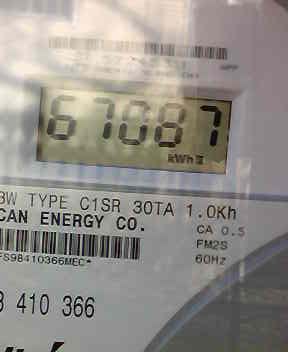 67087
kWh
3W TYPE C1SR 30TA 1.0Kh
CAN ENERGY CO.
CA 0.5
FM2S
FS98410366MEC*
60Hz
410 366